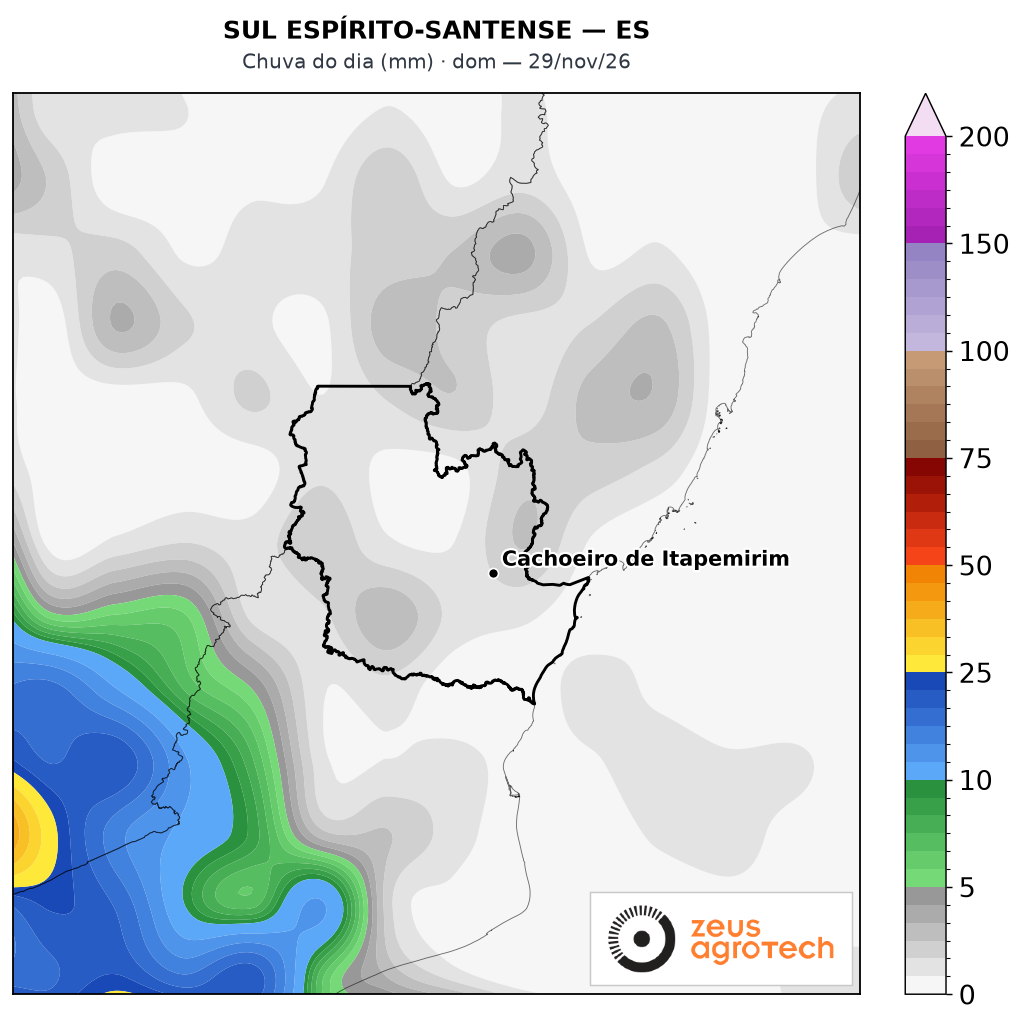 SUL ESPÍRITO-SANTENSE — ES
Chuva do dia (mm) · dom — 29/nov/26
200
150
100
75
50
25
10
5
0
Cachoeiro de Itapemirim
zeus
agrotech